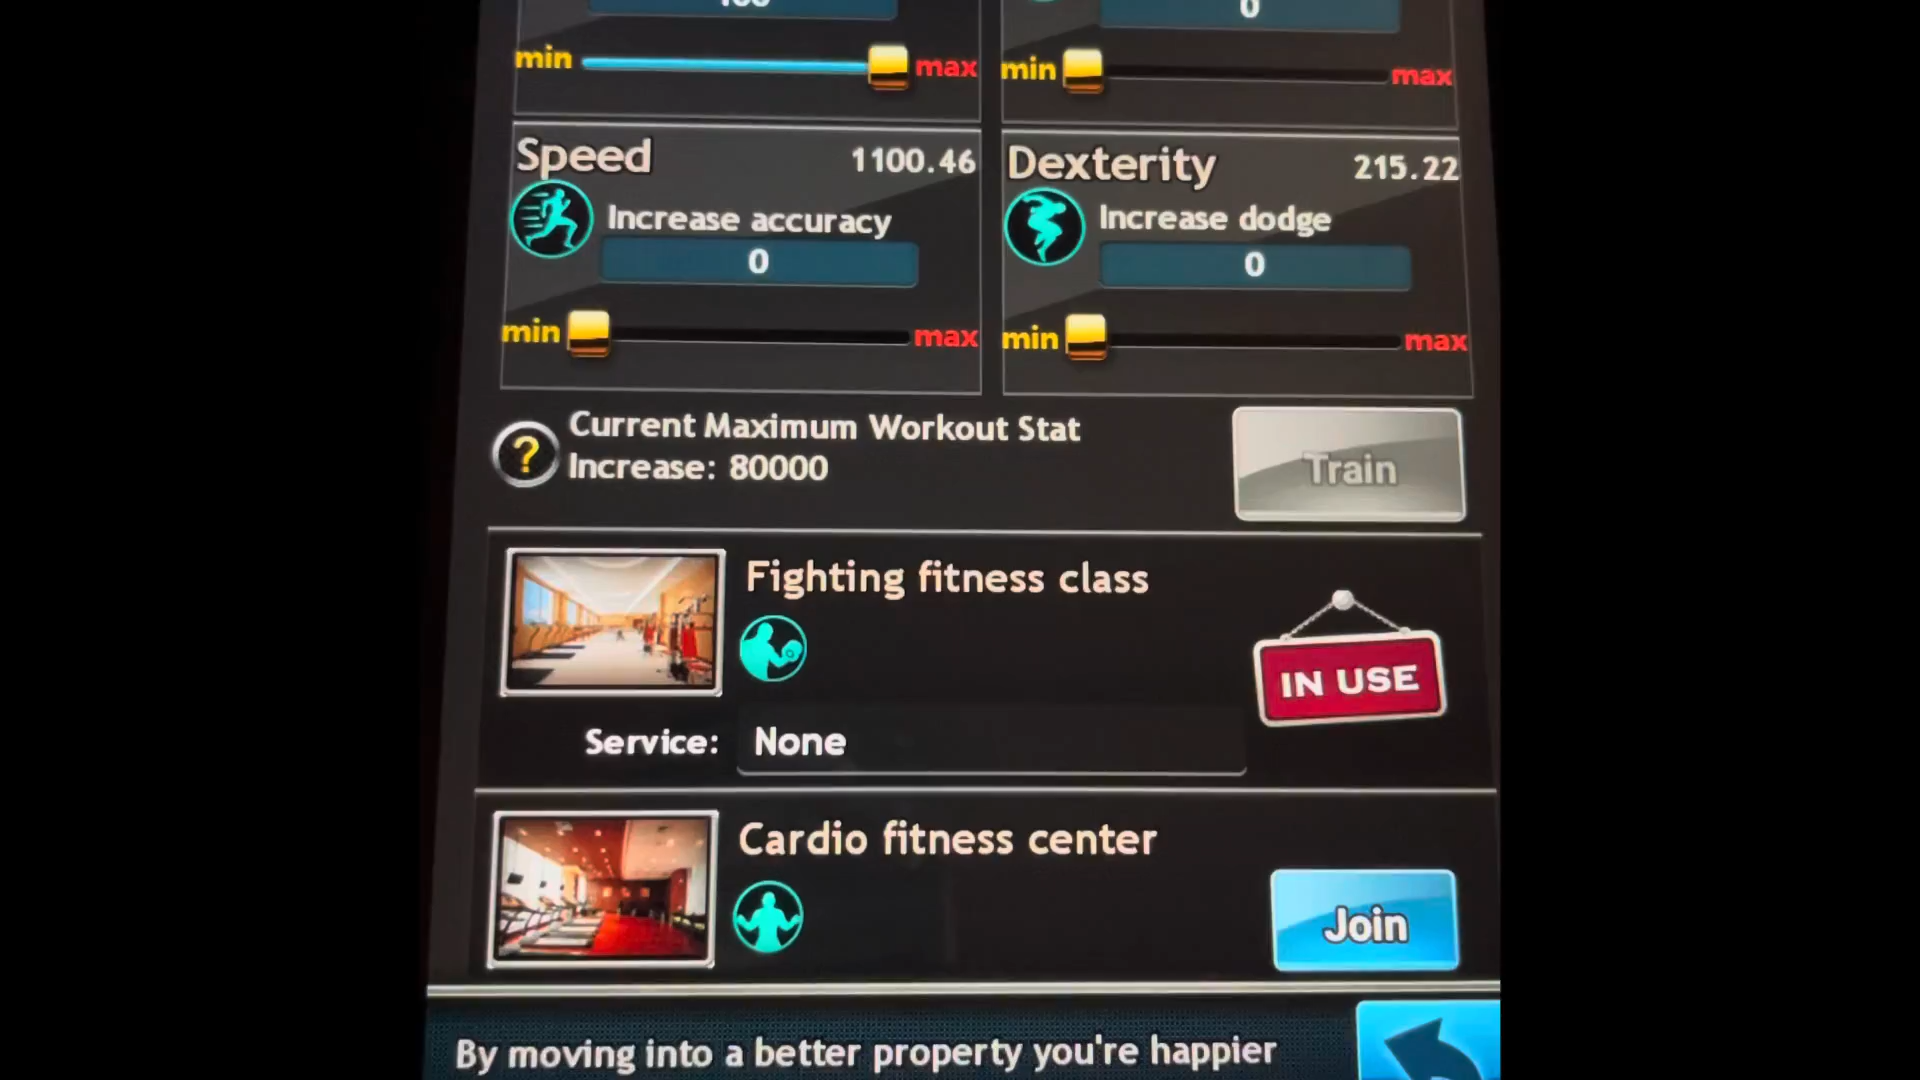 0
min max min max
Speed 1100.46 Dexterity 215.22
Increase accuracy Increase dodge
0 0
min max min max
Current Maximum Workout Stat
Increase: 80000
Train
Fighting fitness class
IN USE
Service: None
Cardio fitness center
Join
By moving into a better property you're happier